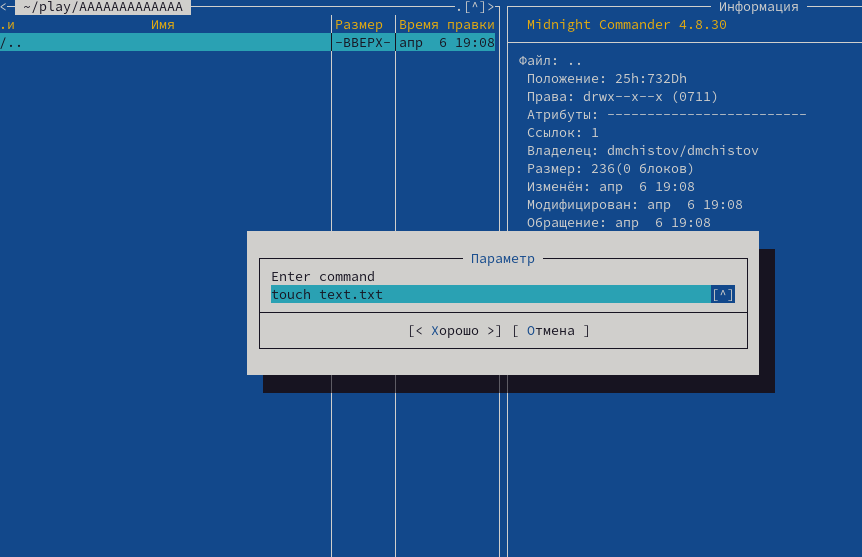 <─ ~/play/AAAAAAAAAAAAA ─.[^]>
.и Имя Размер Время правки
/.. -ВВЕРХ- апр  6 19:08
Информация
Midnight Commander 4.8.30
Файл: ..
Положение: 25h:732Dh
Права: drwx--x--x (0711)
Атрибуты: -------------------------
Ссылок: 1
Владелец: dmchistov/dmchistov
Размер: 236(0 блоков)
Изменён: апр  6 19:08
Модифицирован: апр  6 19:08
Обращение: апр  6 19:08
Параметр
Enter command
touch text.txt [^]
[< Хорошо >] [ Отмена ]